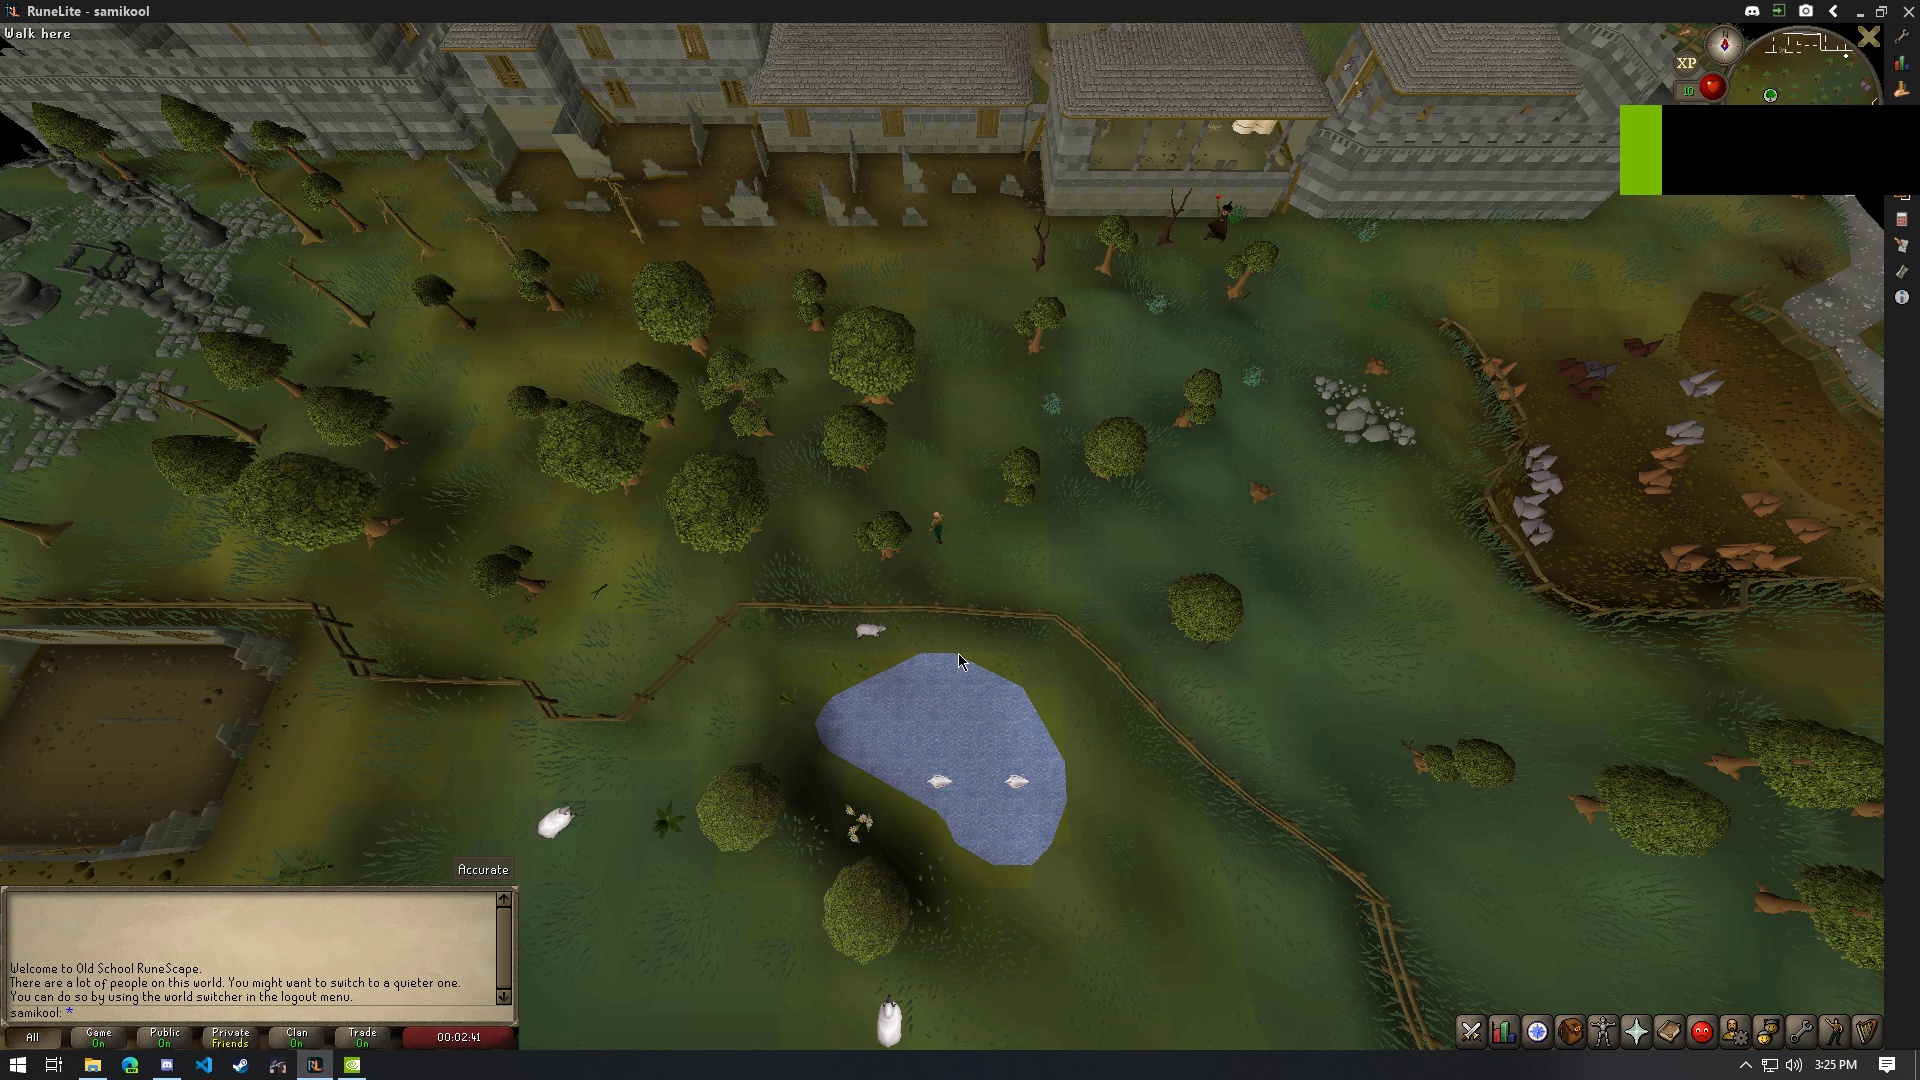 RuneLite - samikool
Walk here
N
XP
10
Accurate
Welcome to Old School RuneScape.
There are a lot of people on this world. You might want to switch to a quieter one.
You can do so by using the world switcher in the logout menu.
samikool: *
All
Game
On
Public
On
Private
Friends
Clan
On
Trade
On
00:02:41
3:25 PM